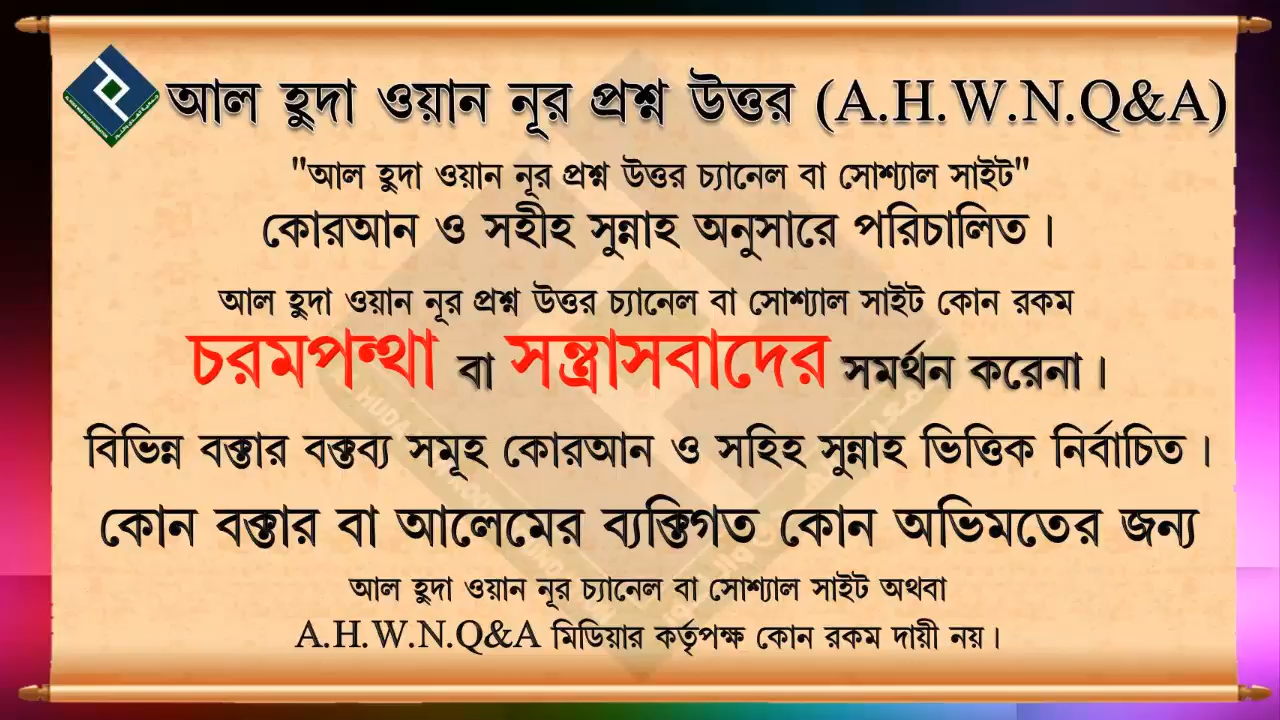 আল হুদা ওয়ান নূর প্রশ্ন উত্তর (A.H.W.N.Q&A)
"আল হুদা ওয়ান নূর প্রশ্ন উত্তর চ্যানেল বা সোশ্যাল সাইট"
কোরআন ও সহীহ সুন্নাহ অনুসারে পরিচালিত।
আল হুদা ওয়ান নূর প্রশ্ন উত্তর চ্যানেল বা সোশ্যাল সাইট কোন রকম
চরমপন্থা বা সন্ত্রাসবাদের সমর্থন করেনা।
বিভিন্ন বক্তার বক্তব্য সমূহ কোরআন ও সহিহ সুন্নাহ ভিত্তিক নির্বাচিত।
কোন বক্তার বা আলেমের ব্যক্তিগত কোন অভিমতের জন্য
আল হুদা ওয়ান নূর চ্যানেল বা সোশ্যাল সাইট অথবা
A.H.W.N.Q&A মিডিয়ার কর্তৃপক্ষ কোন রকম দায়ী নয়।